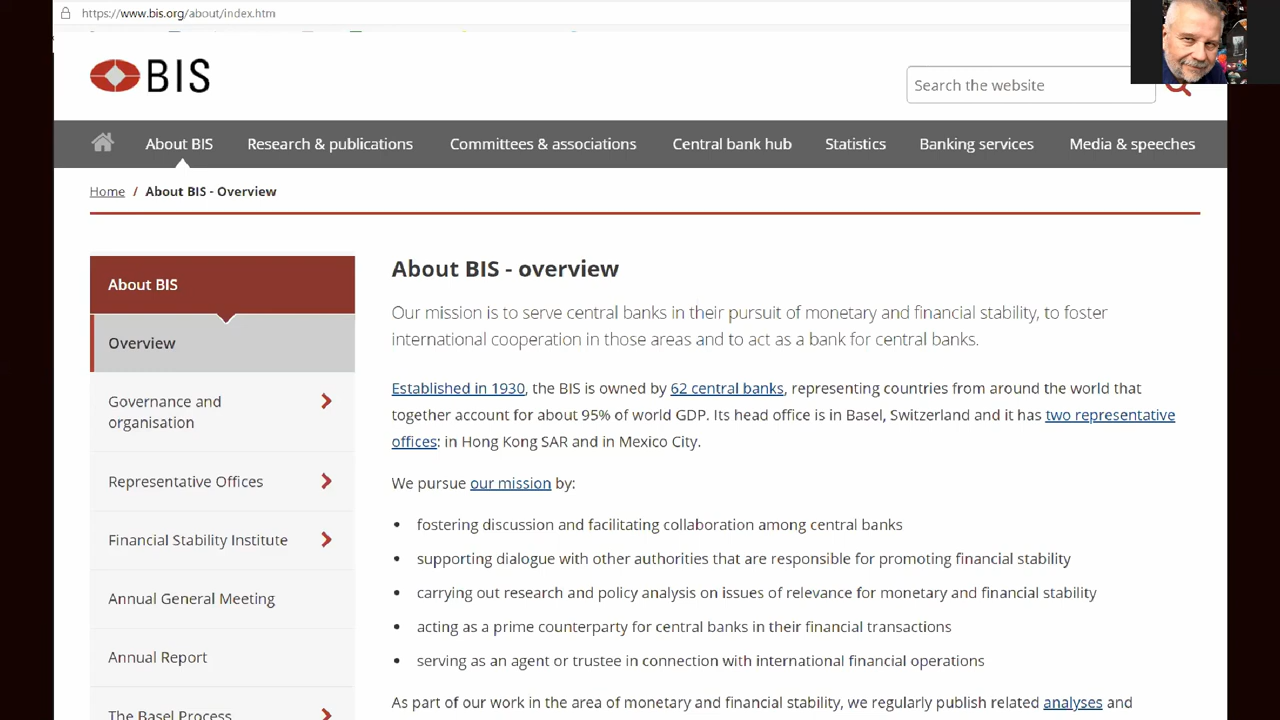 https://www.bis.org/about/index.htm
BIS
Search the website
About BIS
Research & publications
Committees & associations
Central bank hub
Statistics
Banking services
Media & speeches
Home / About BIS - Overview
About BIS
Overview
Governance and
organisation
Representative Offices
Financial Stability Institute
Annual General Meeting
Annual Report
The Basel Process
About BIS - overview
Our mission is to serve central banks in their pursuit of monetary and financial stability, to foster
international cooperation in those areas and to act as a bank for central banks.
Established in 1930, the BIS is owned by 62 central banks, representing countries from around the world that
together account for about 95% of world GDP. Its head office is in Basel, Switzerland and it has two representative
offices: in Hong Kong SAR and in Mexico City.
We pursue our mission by:
• fostering discussion and facilitating collaboration among central banks
• supporting dialogue with other authorities that are responsible for promoting financial stability
• carrying out research and policy analysis on issues of relevance for monetary and financial stability
• acting as a prime counterparty for central banks in their financial transactions
• serving as an agent or trustee in connection with international financial operations
As part of our work in the area of monetary and financial stability, we regularly publish related analyses and